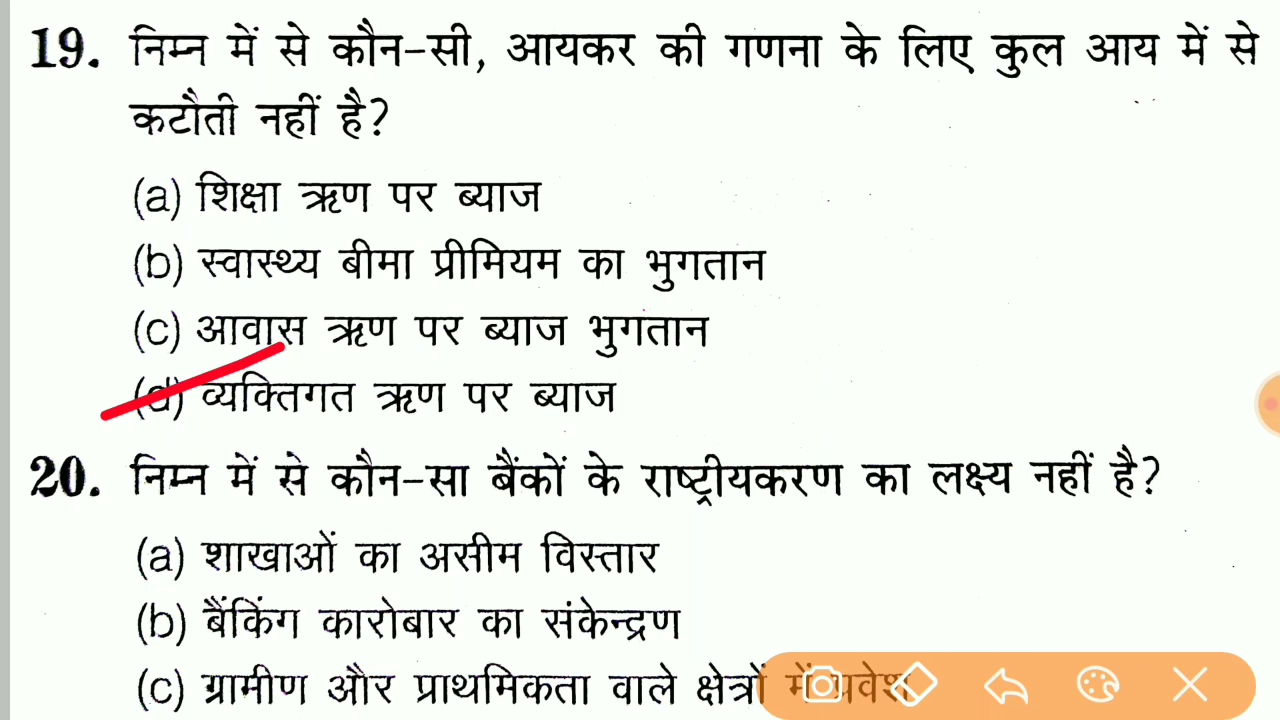 19. निम्न में से कौन-सी, आयकर की गणना के लिए कुल आय में से
कटौती नहीं है?
(a) शिक्षा ऋण पर ब्याज
(b) स्वास्थ्य बीमा प्रीमियम का भुगतान
(c) आवास ऋण पर ब्याज भुगतान
(d) व्यक्तिगत ऋण पर ब्याज
20. निम्न में से कौन-सा बैंकों के राष्ट्रीयकरण का लक्ष्य नहीं है?
(a) शाखाओं का असीम विस्तार
(b) बैंकिंग कारोबार का संकेन्द्रण
(c) ग्रामीण और प्राथमिकता वाले क्षेत्रों में प्रवेश